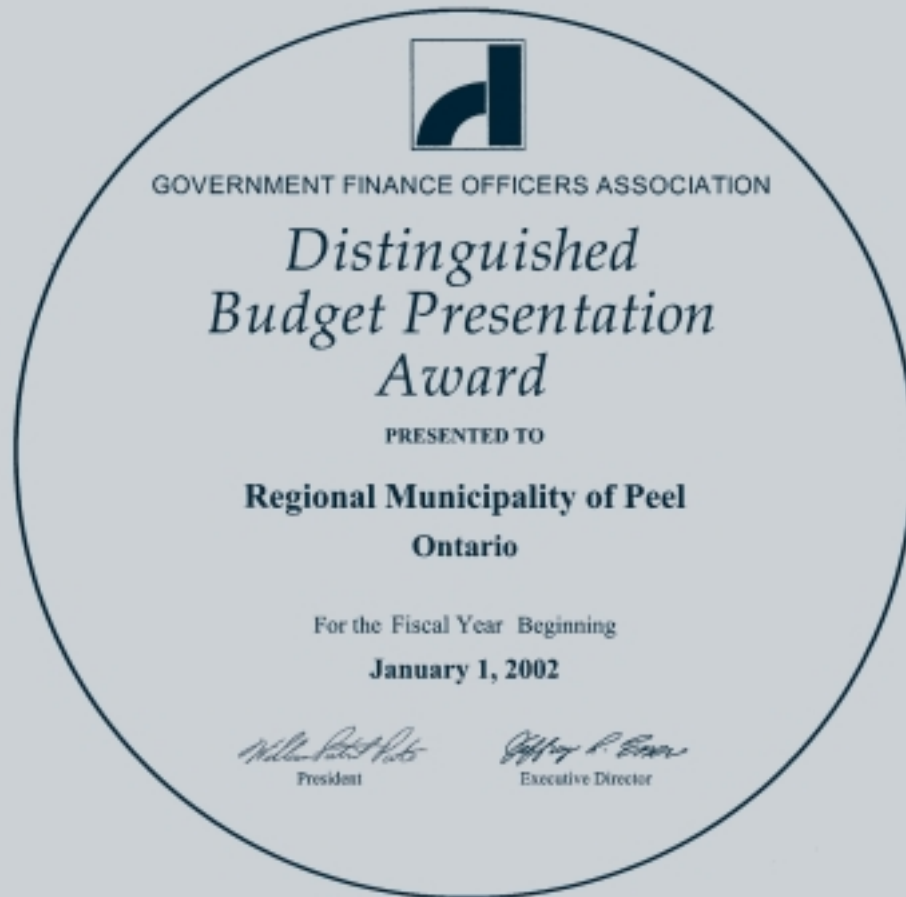 GOVERNMENT FINANCE OFFICERS ASSOCIATION
Distinguished
Budget Presentation
Award
PRESENTED TO
Regional Municipality of Peel
Ontario
For the Fiscal Year Beginning
January 1, 2002
President
Executive Director